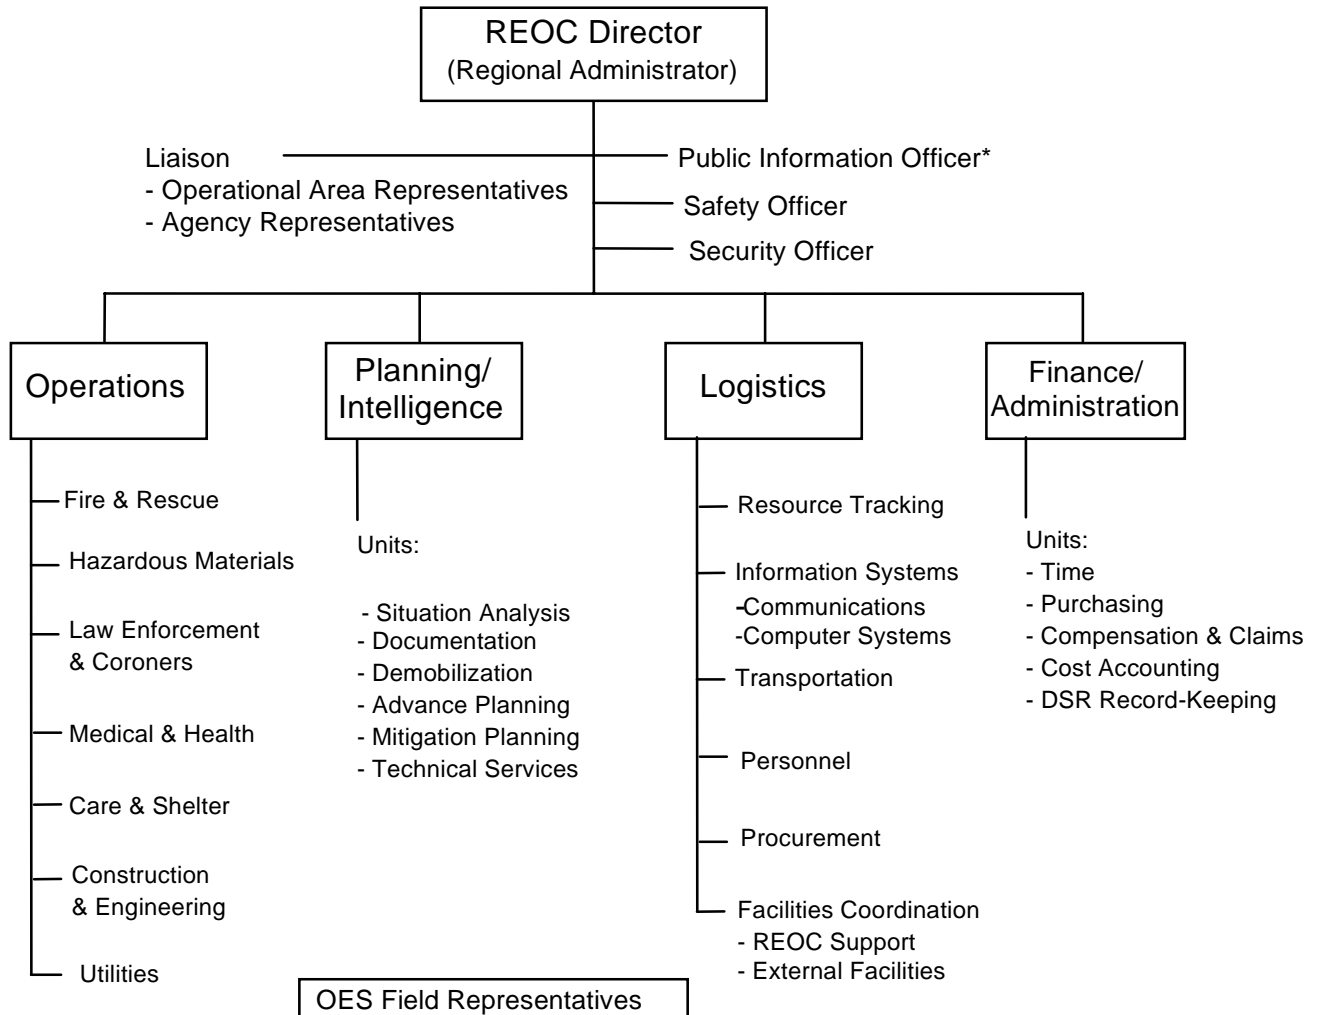 REOC Director
(Regional Administrator)
Liaison
- Operational Area Representatives
- Agency Representatives
Public Information Officer*
Safety Officer
Security Officer
Operations
Planning/
Intelligence
Logistics
Finance/
Administration
Fire & Rescue
Hazardous Materials
Law Enforcement
& Coroners
Medical & Health
Care & Shelter
Construction
& Engineering
Utilities
Units:
- Situation Analysis
- Documentation
- Demobilization
- Advance Planning
- Mitigation Planning
- Technical Services
Resource Tracking
Information Systems
-Communications
-Computer Systems
Transportation
Personnel
Procurement
Facilities Coordination
- REOC Support
- External Facilities
Units:
- Time
- Purchasing
- Compensation & Claims
- Cost Accounting
- DSR Record-Keeping
OES Field Representatives